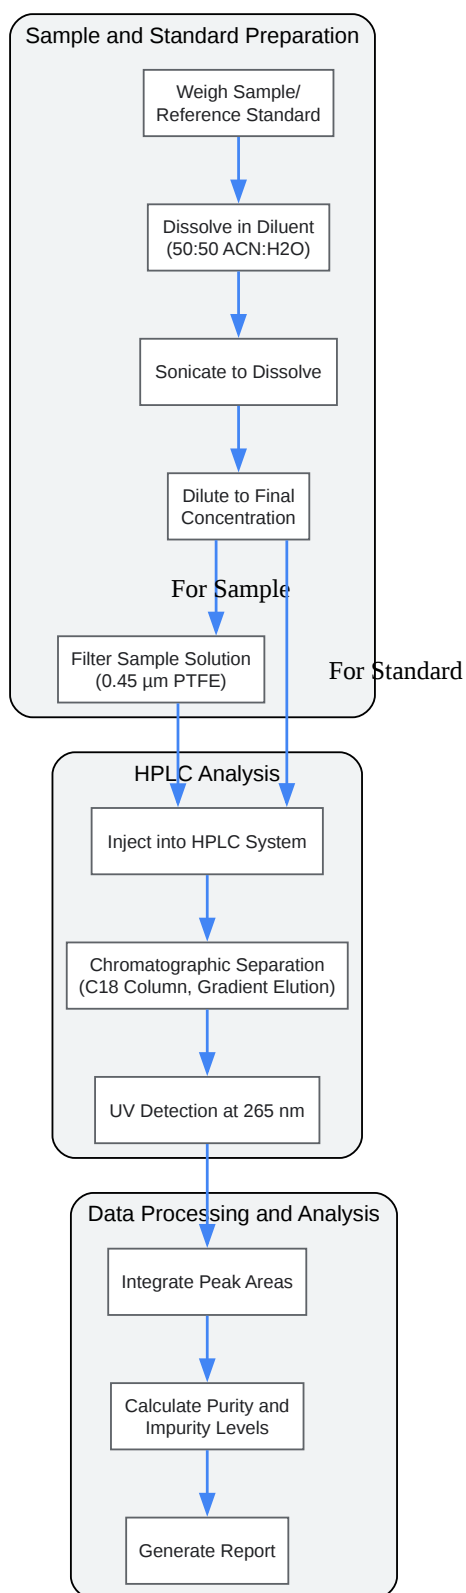 Sample and Standard Preparation
Weigh Sample/
Reference Standard
Dissolve in Diluent
(50:50 ACN:H2O)
Sonicate to Dissolve
Dilute to Final
Concentration
For Sample
Filter Sample Solution
(0.45 µm PTFE)
For Standard
HPLC Analysis
Inject into HPLC System
Chromatographic Separation
(C18 Column, Gradient Elution)
UV Detection at 265 nm
Data Processing and Analysis
Integrate Peak Areas
Calculate Purity and
Impurity Levels
Generate Report